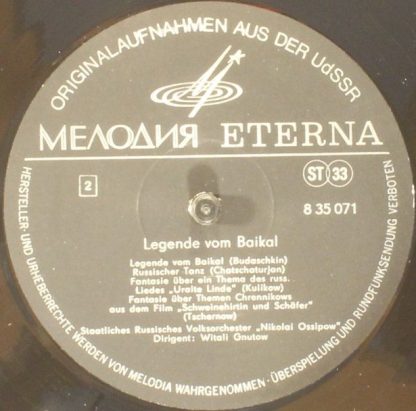 ORIGINALAUFNAHMEN AUS DER UdSSR
МЕЛОДИЯ ETERNA
2
ST 33
8 35 071
Legende vom Baikal
Legende vom Baikal (Budaschkin)
Russischer Tanz (Chatschaturjan)
Fantasie über ein Thema des russ.
Liedes „Uralte Linde" (Kulikow)
Fantasie über Themen Chrennikows
aus dem Film „Schweinehirtin und Schäfer"
(Tschernow)
Staatliches Russisches Volksorchester „Nikolai Ossipow"
Dirigent: Witali Gnutow
HERSTELLER- UND URHEBERRECHTE WERDEN VON MELODIA WAHRGENOMMEN · ÜBERSPIELUNG UND RUNDFUNKSENDUNG VERBOTEN